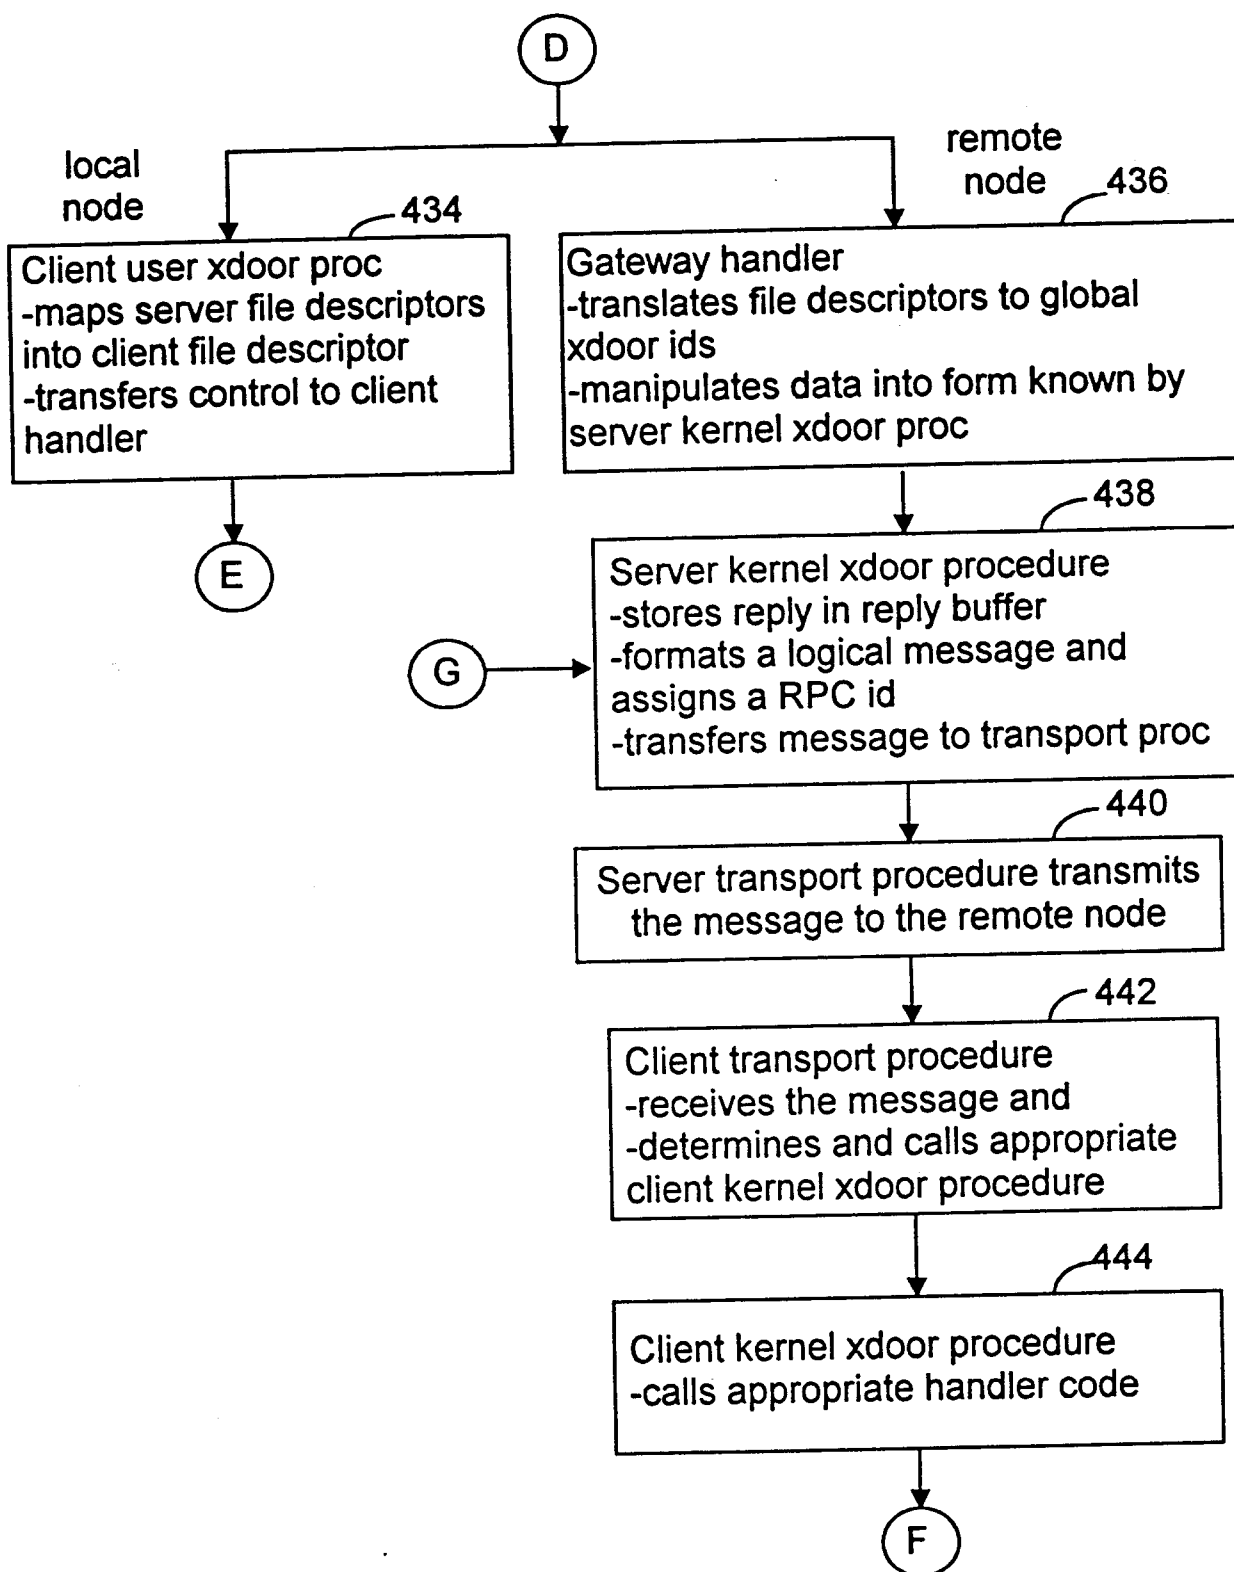 D
local
node
remote
node
434
436
Client user xdoor proc
-maps server file descriptors
into client file descriptor
-transfers control to client
handler
Gateway handler
-translates file descriptors to global
xdoor ids
-manipulates data into form known by
server kernel xdoor proc
E
438
Server kernel xdoor procedure
-stores reply in reply buffer
-formats a logical message and
assigns a RPC id
-transfers message to transport proc
G
440
Server transport procedure transmits
the message to the remote node
442
Client transport procedure
-receives the message and
-determines and calls appropriate
client kernel xdoor procedure
444
Client kernel xdoor procedure
-calls appropriate handler code
F